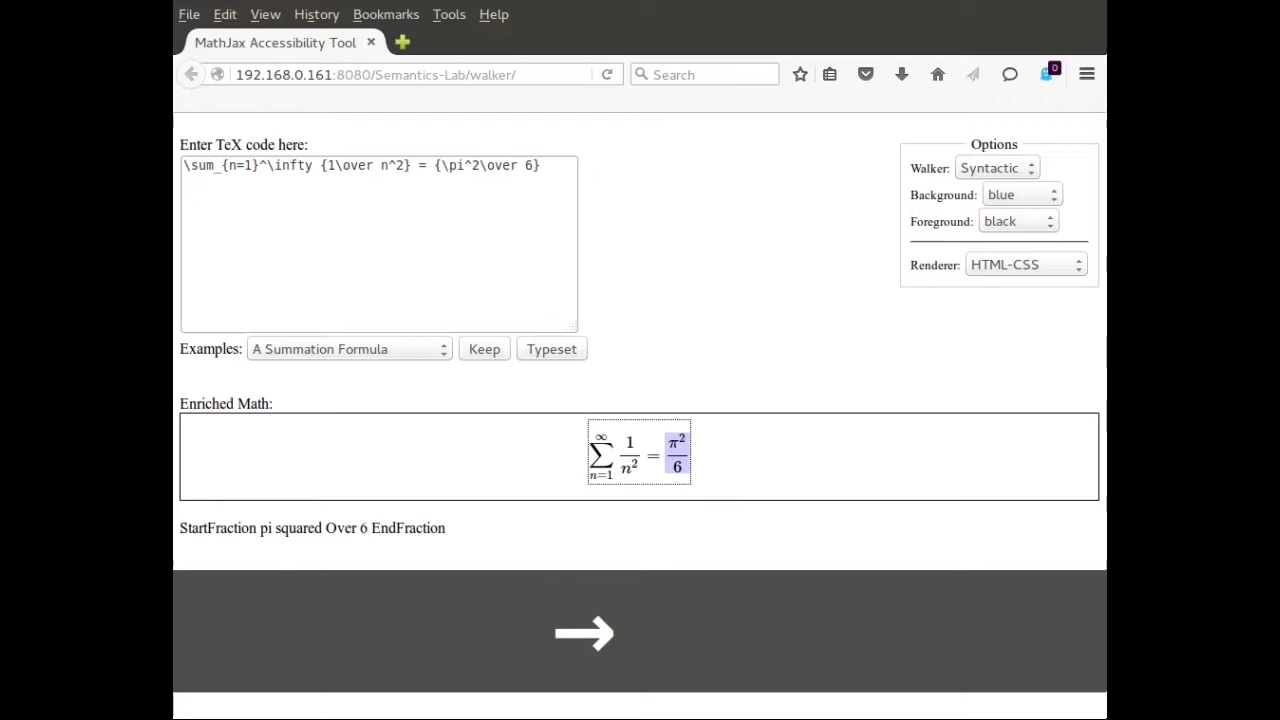 File Edit View History Bookmarks Tools Help
MathJax Accessibility Tool
192.168.0.161:8080/Semantics-Lab/walker/ Search 0
Enter TeX code here:
\sum_{n=1}^\infty {1\over n^2} = {\pi^2\over 6}
Options
Walker: Syntactic
Background: blue
Foreground: black
Renderer: HTML-CSS
Examples: A Summation Formula Keep Typeset
Enriched Math:
∞ 1 π²
∑ — = —
n=1 n² 6
StartFraction pi squared Over 6 EndFraction
→